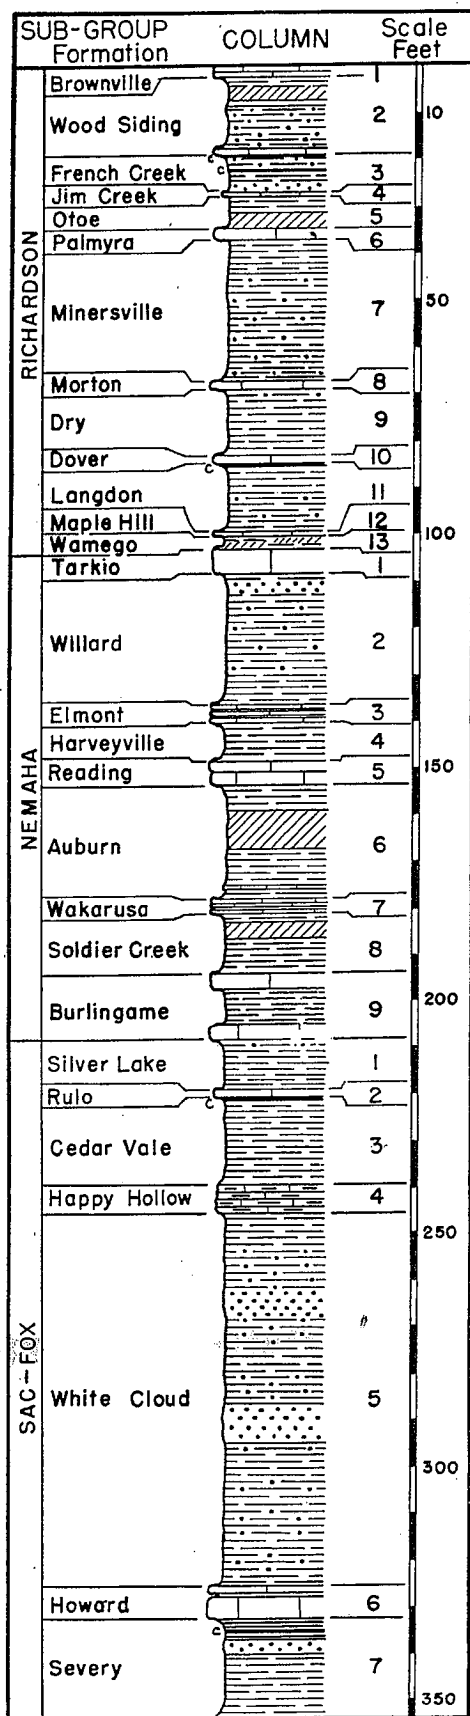 SUB-GROUP
Formation
COLUMN
Scale
Feet
RICHARDSON
Brownville 1
Wood Siding 2
10
c
French Creek c 3
Jim Creek 4
Otoe 5
Palmyra 6
Minersville 7
50
Morton 8
Dry 9
Dover 10
c
Langdon 11
Maple Hill 12
Wamego 13
100
NEMAHA
Tarkio 1
Willard 2
Elmont 3
Harveyville 4
Reading 5
150
Auburn 6
Wakarusa 7
Soldier Creek 8
Burlingame 9
200
SAC-FOX
Silver Lake 1
Rulo 2
c
Cedar Vale 3
Happy Hollow 4
250
White Cloud 5
300
Howard 6
c
Severy 7
350